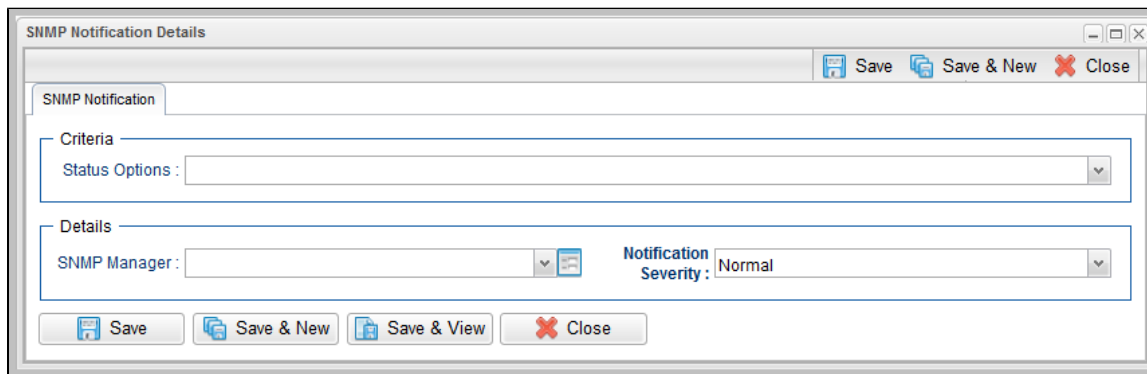 SNMP Notification Details
Save Save & New Close
SNMP Notification
Criteria
Status Options :
Details
SNMP Manager :
Notification
Severity : Normal
Save Save & New Save & View Close